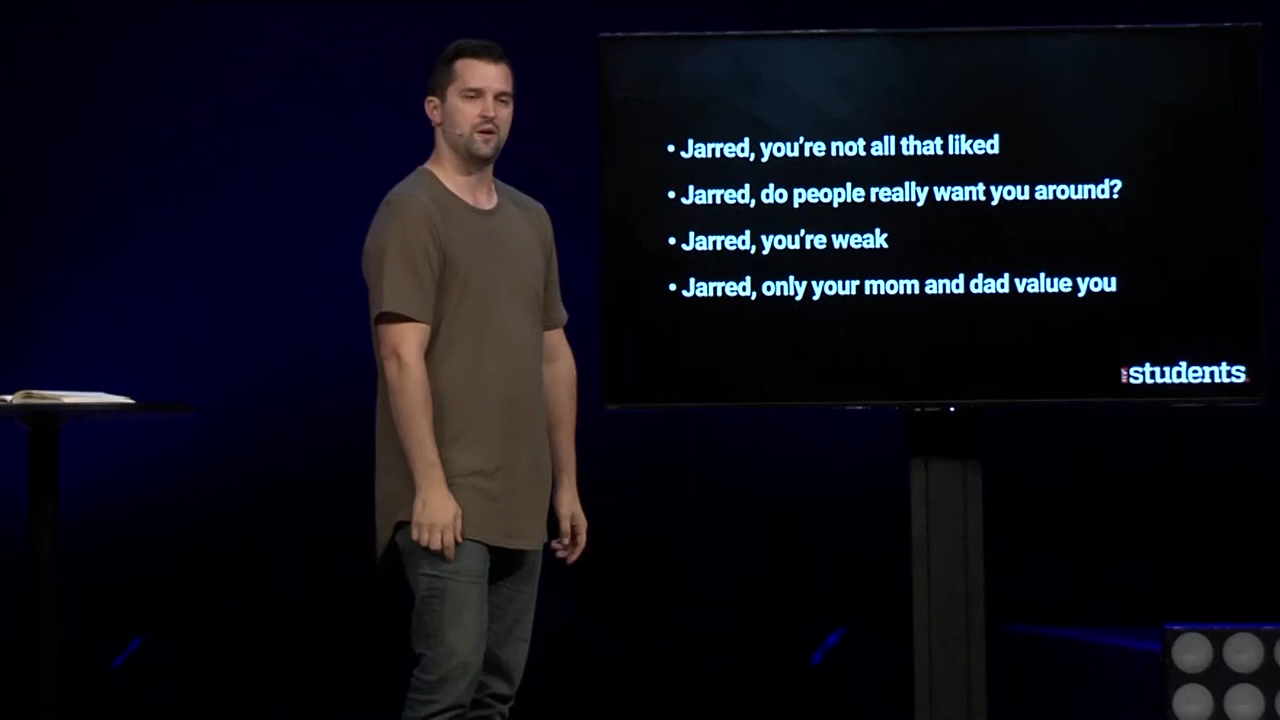 • Jarred, you're not all that liked
• Jarred, do people really want you around?
• Jarred, you're weak
• Jarred, only your mom and dad value you
students